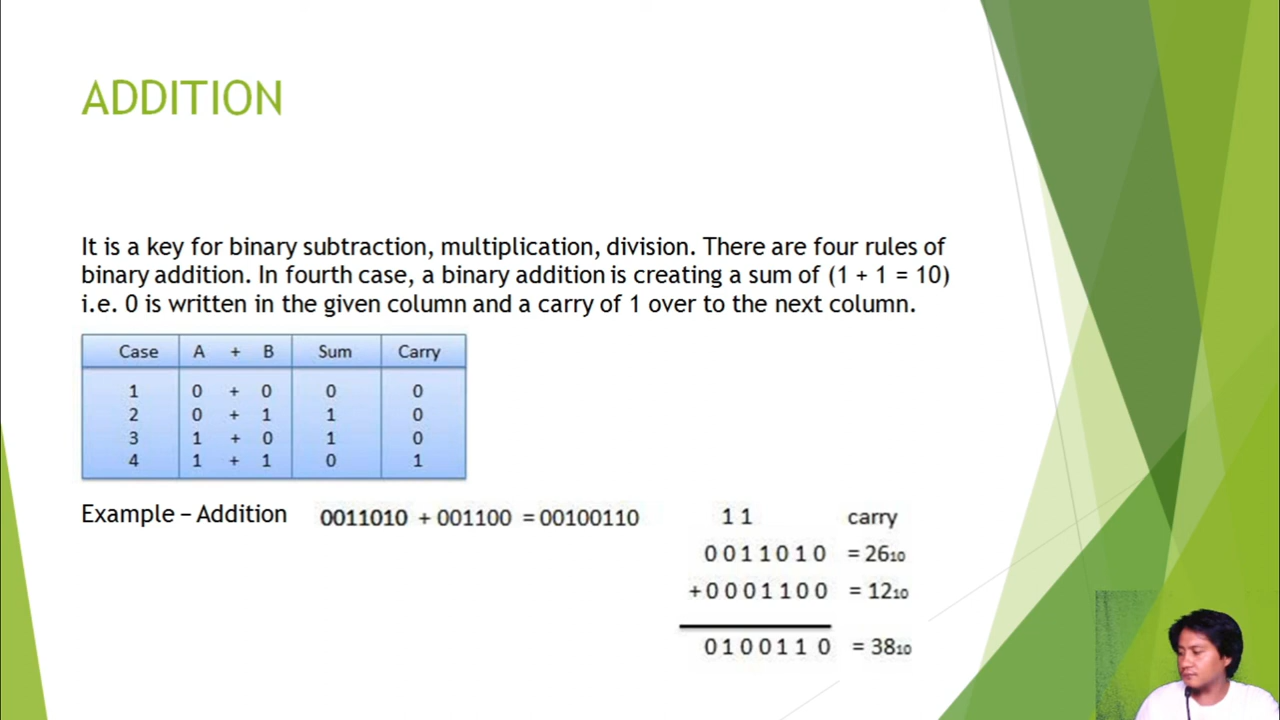 ADDITION
It is a key for binary subtraction, multiplication, division. There are four rules of
binary addition. In fourth case, a binary addition is creating a sum of (1 + 1 = 10)
i.e. 0 is written in the given column and a carry of 1 over to the next column.
Case A + B Sum Carry
1 0 + 0 0 0
2 0 + 1 1 0
3 1 + 0 1 0
4 1 + 1 0 1
Example – Addition 0011010 + 001100 = 00100110
1 1 carry
0 0 1 1 0 1 0 = 26₁₀
+0 0 0 1 1 0 0 = 12₁₀
0 1 0 0 1 1 0 = 38₁₀